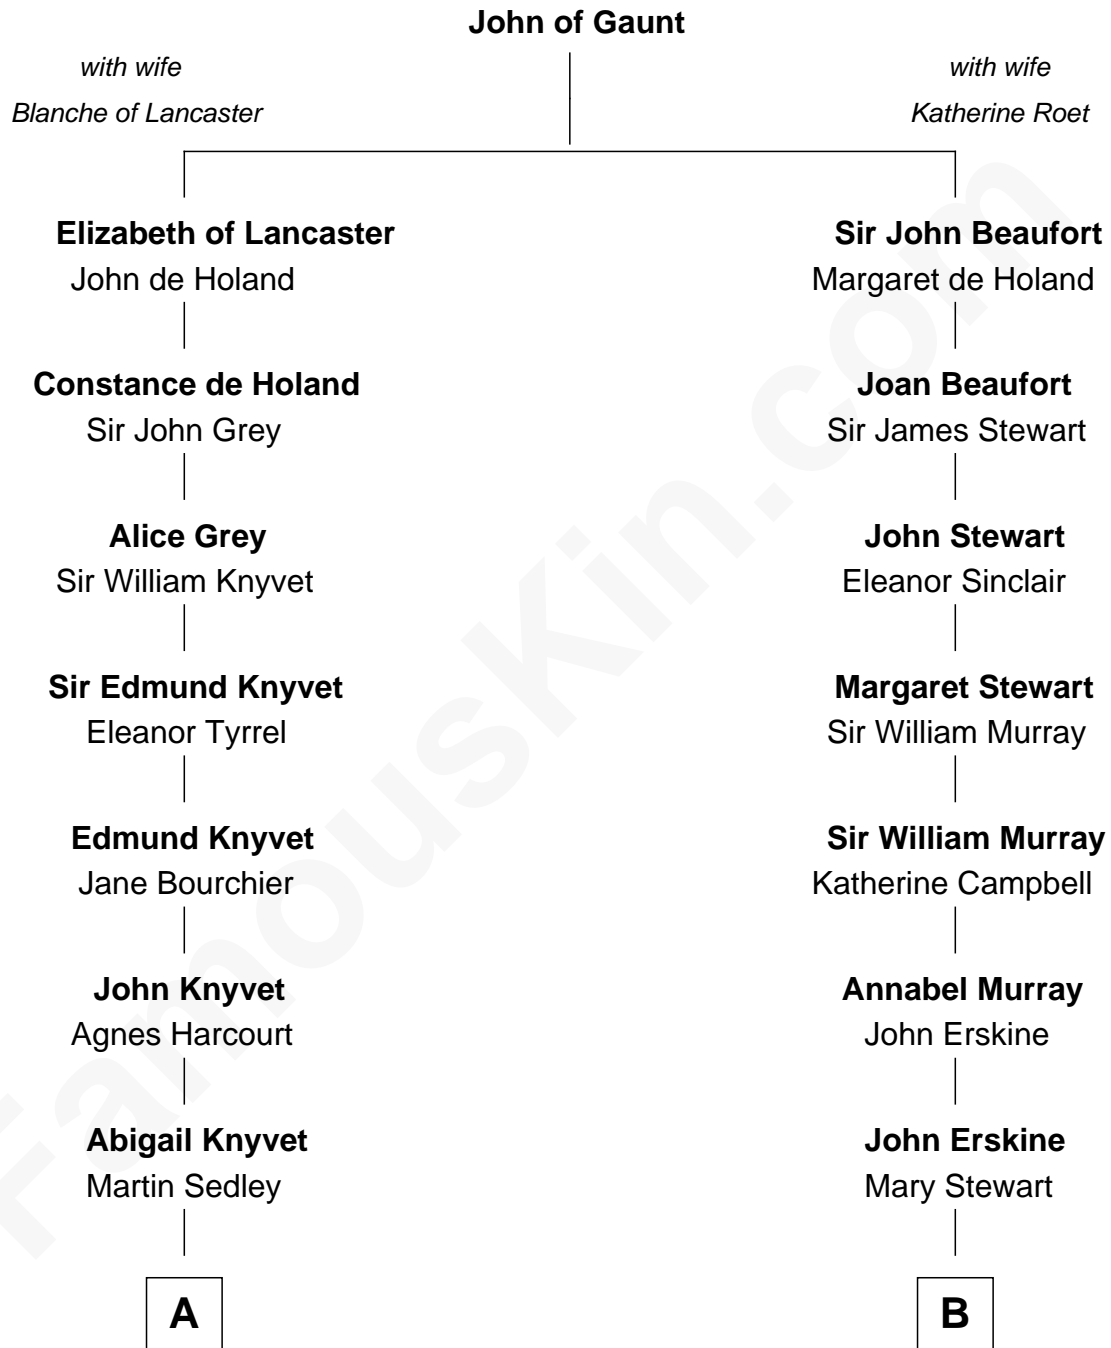 John of Gaunt
with wife
Blanche of Lancaster
with wife
Katherine Roet
Elizabeth of Lancaster
John de Holand
Sir John Beaufort
Margaret de Holand
Constance de Holand
Sir John Grey
Joan Beaufort
Sir James Stewart
Alice Grey
Sir William Knyvet
John Stewart
Eleanor Sinclair
Sir Edmund Knyvet
Eleanor Tyrrel
Margaret Stewart
Sir William Murray
Edmund Knyvet
Jane Bourchier
Sir William Murray
Katherine Campbell
John Knyvet
Agnes Harcourt
Annabel Murray
John Erskine
Abigail Knyvet
Martin Sedley
John Erskine
Mary Stewart
A
B
FamousKin.com